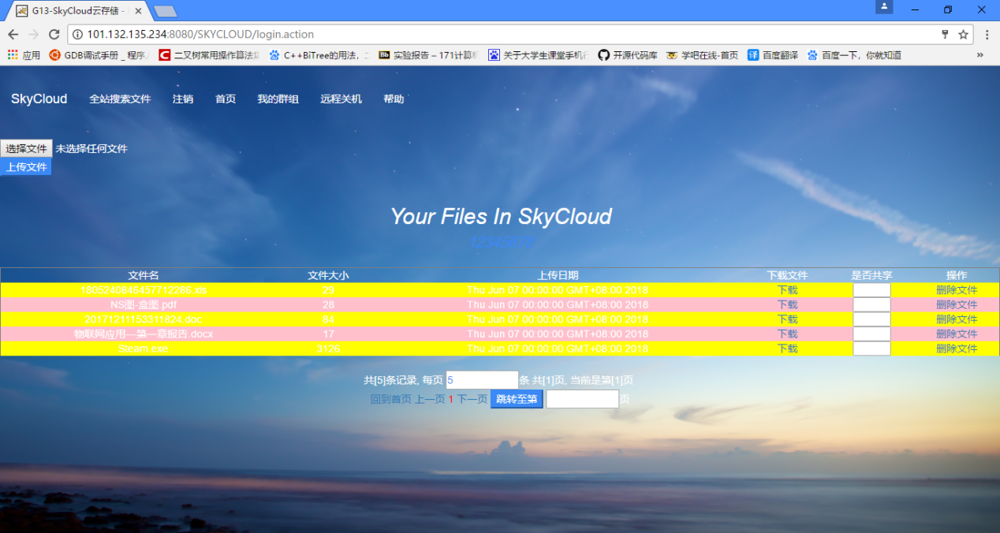 G13-SkyCloud云存储 -
101.132.135.234:8080/SKYCLOUD/login.action
应用 GDB调试手册 _ 程序 二叉树常用操作算法集 C++BiTree的用法， 实验报告 – 171计算机 关于大学生课堂手机 开源代码库 学吧在线-首页 百度翻译 百度一下，你就知道 »
SkyCloud 全站搜索文件 注销 首页 我的群组 远程关机 帮助
选择文件 未选择任何文件
上传文件
Your Files In SkyCloud
文件名 文件大小 上传日期 下载文件 是否共享 操作
1805240846457712286.xls 29 Thu Jun 07 00:00:00 GMT+08:00 2018 下载 删除文件
NS图-盒图.pdf 28 Thu Jun 07 00:00:00 GMT+08:00 2018 下载 删除文件
20171211153311824.doc 84 Thu Jun 07 00:00:00 GMT+08:00 2018 下载 删除文件
物联网应用---第一章报告.docx 17 Thu Jun 07 00:00:00 GMT+08:00 2018 下载 删除文件
Sleam.exe 3126 Thu Jun 07 00:00:00 GMT+08:00 2018 下载 删除文件
共[5]条记录, 每页 5 条 共[1]页, 当前是第[1]页
回到首页 上一页 1 下一页 跳转至第 页